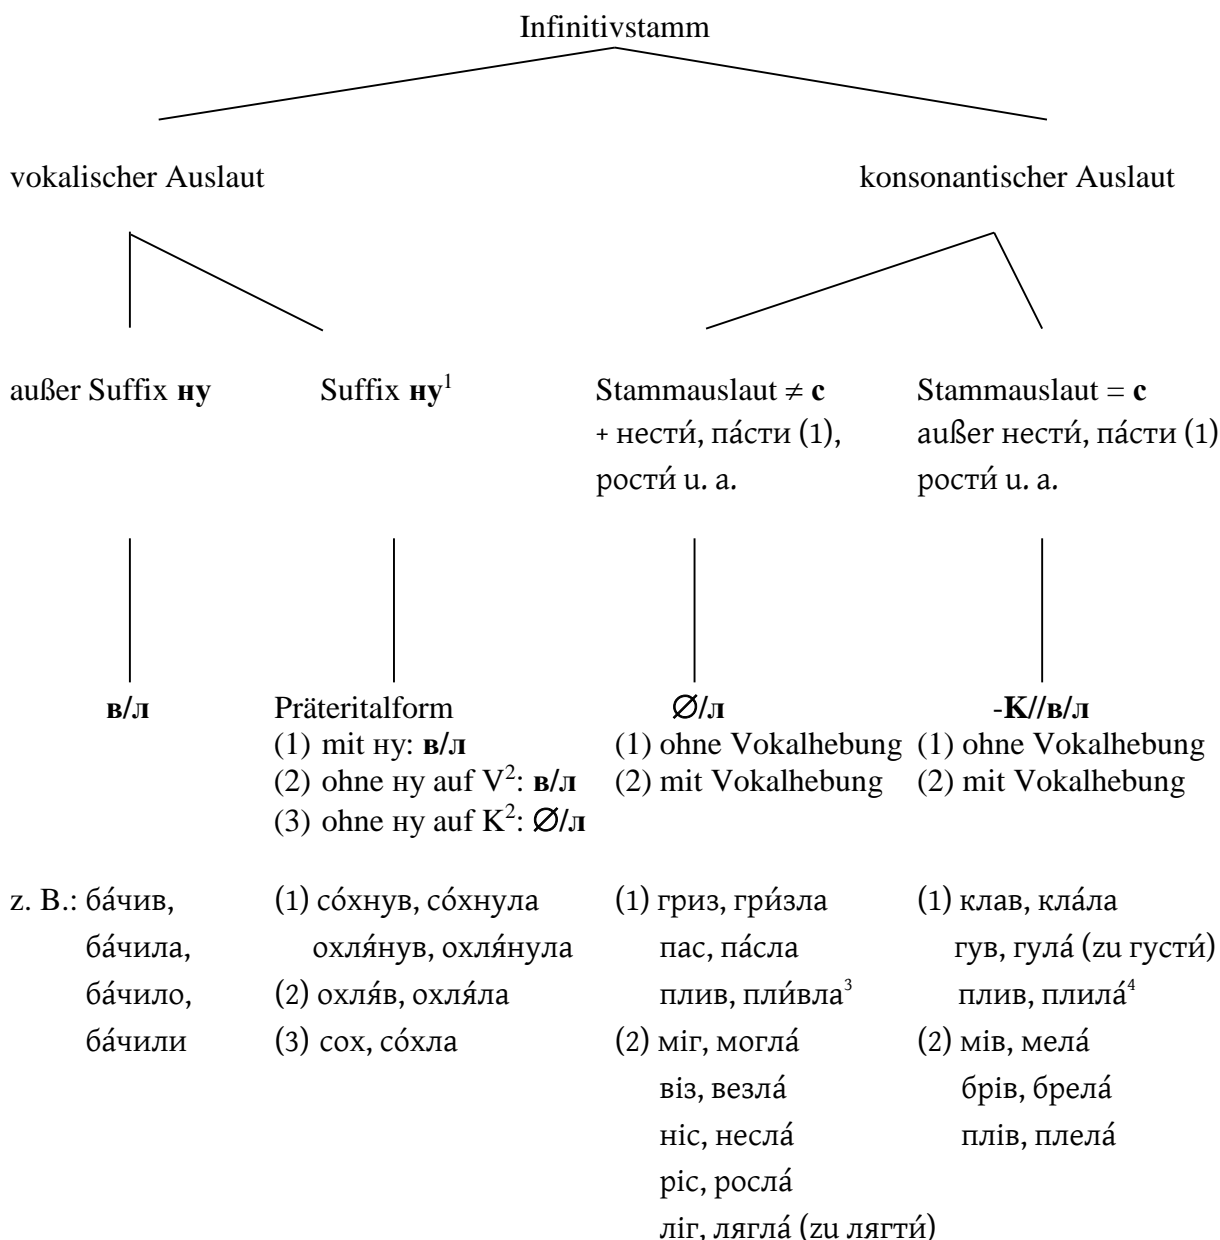 Infinitivstamm
vokalischer Auslaut
konsonantischer Auslaut
außer Suffix ну
Suffix ну¹
Stammauslaut ≠ с
+ нести́, па́сти (1),
рости́ u. a.
Stammauslaut = с
außer нести́, па́сти (1)
рости́ u. a.
в/л
Präteritalform
(1) mit ну: в/л
(2) ohne ну auf V²: в/л
(3) ohne ну auf K²: ∅/л
∅/л
(1) ohne Vokalhebung
(2) mit Vokalhebung
-K//в/л
(1) ohne Vokalhebung
(2) mit Vokalhebung
z. B.: ба́чив,
ба́чила,
ба́чило,
ба́чили
(1) со́хнув, со́хнула
охля́нув, охля́нула
(2) охля́в, охля́ла
(3) сох, со́хла
(1) гриз, гри́зла
пас, па́сла
плив, пли́вла³
(2) міг, могла́
віз, везла́
ніс, несла́
ріс, росла́
ліг, лягла́ (zu лягти́)
(1) клав, кла́ла
гув, гула́ (zu густи́)
плив, плила́⁴
(2) мів, мела́
брів, брела́
плів, плела́